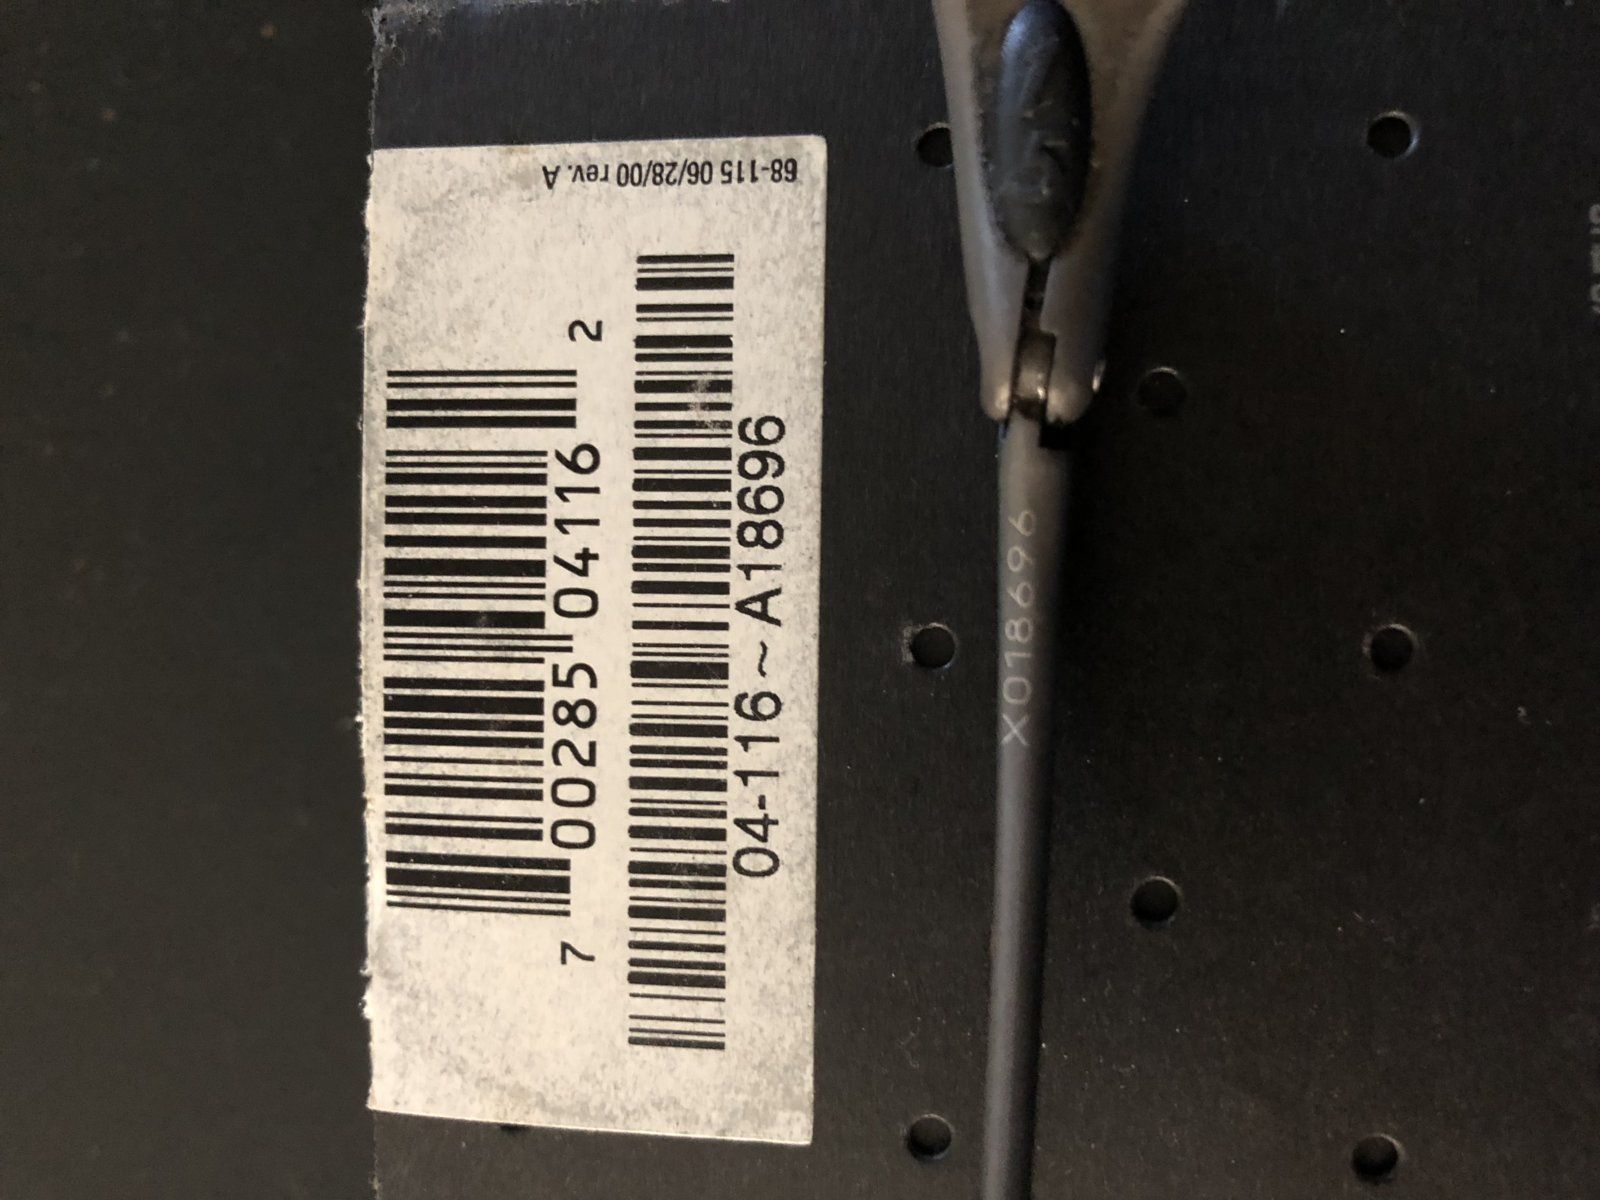 68-115 06/28/00 rev. A
7 00285 04116 2
04-116~A18696
X018696